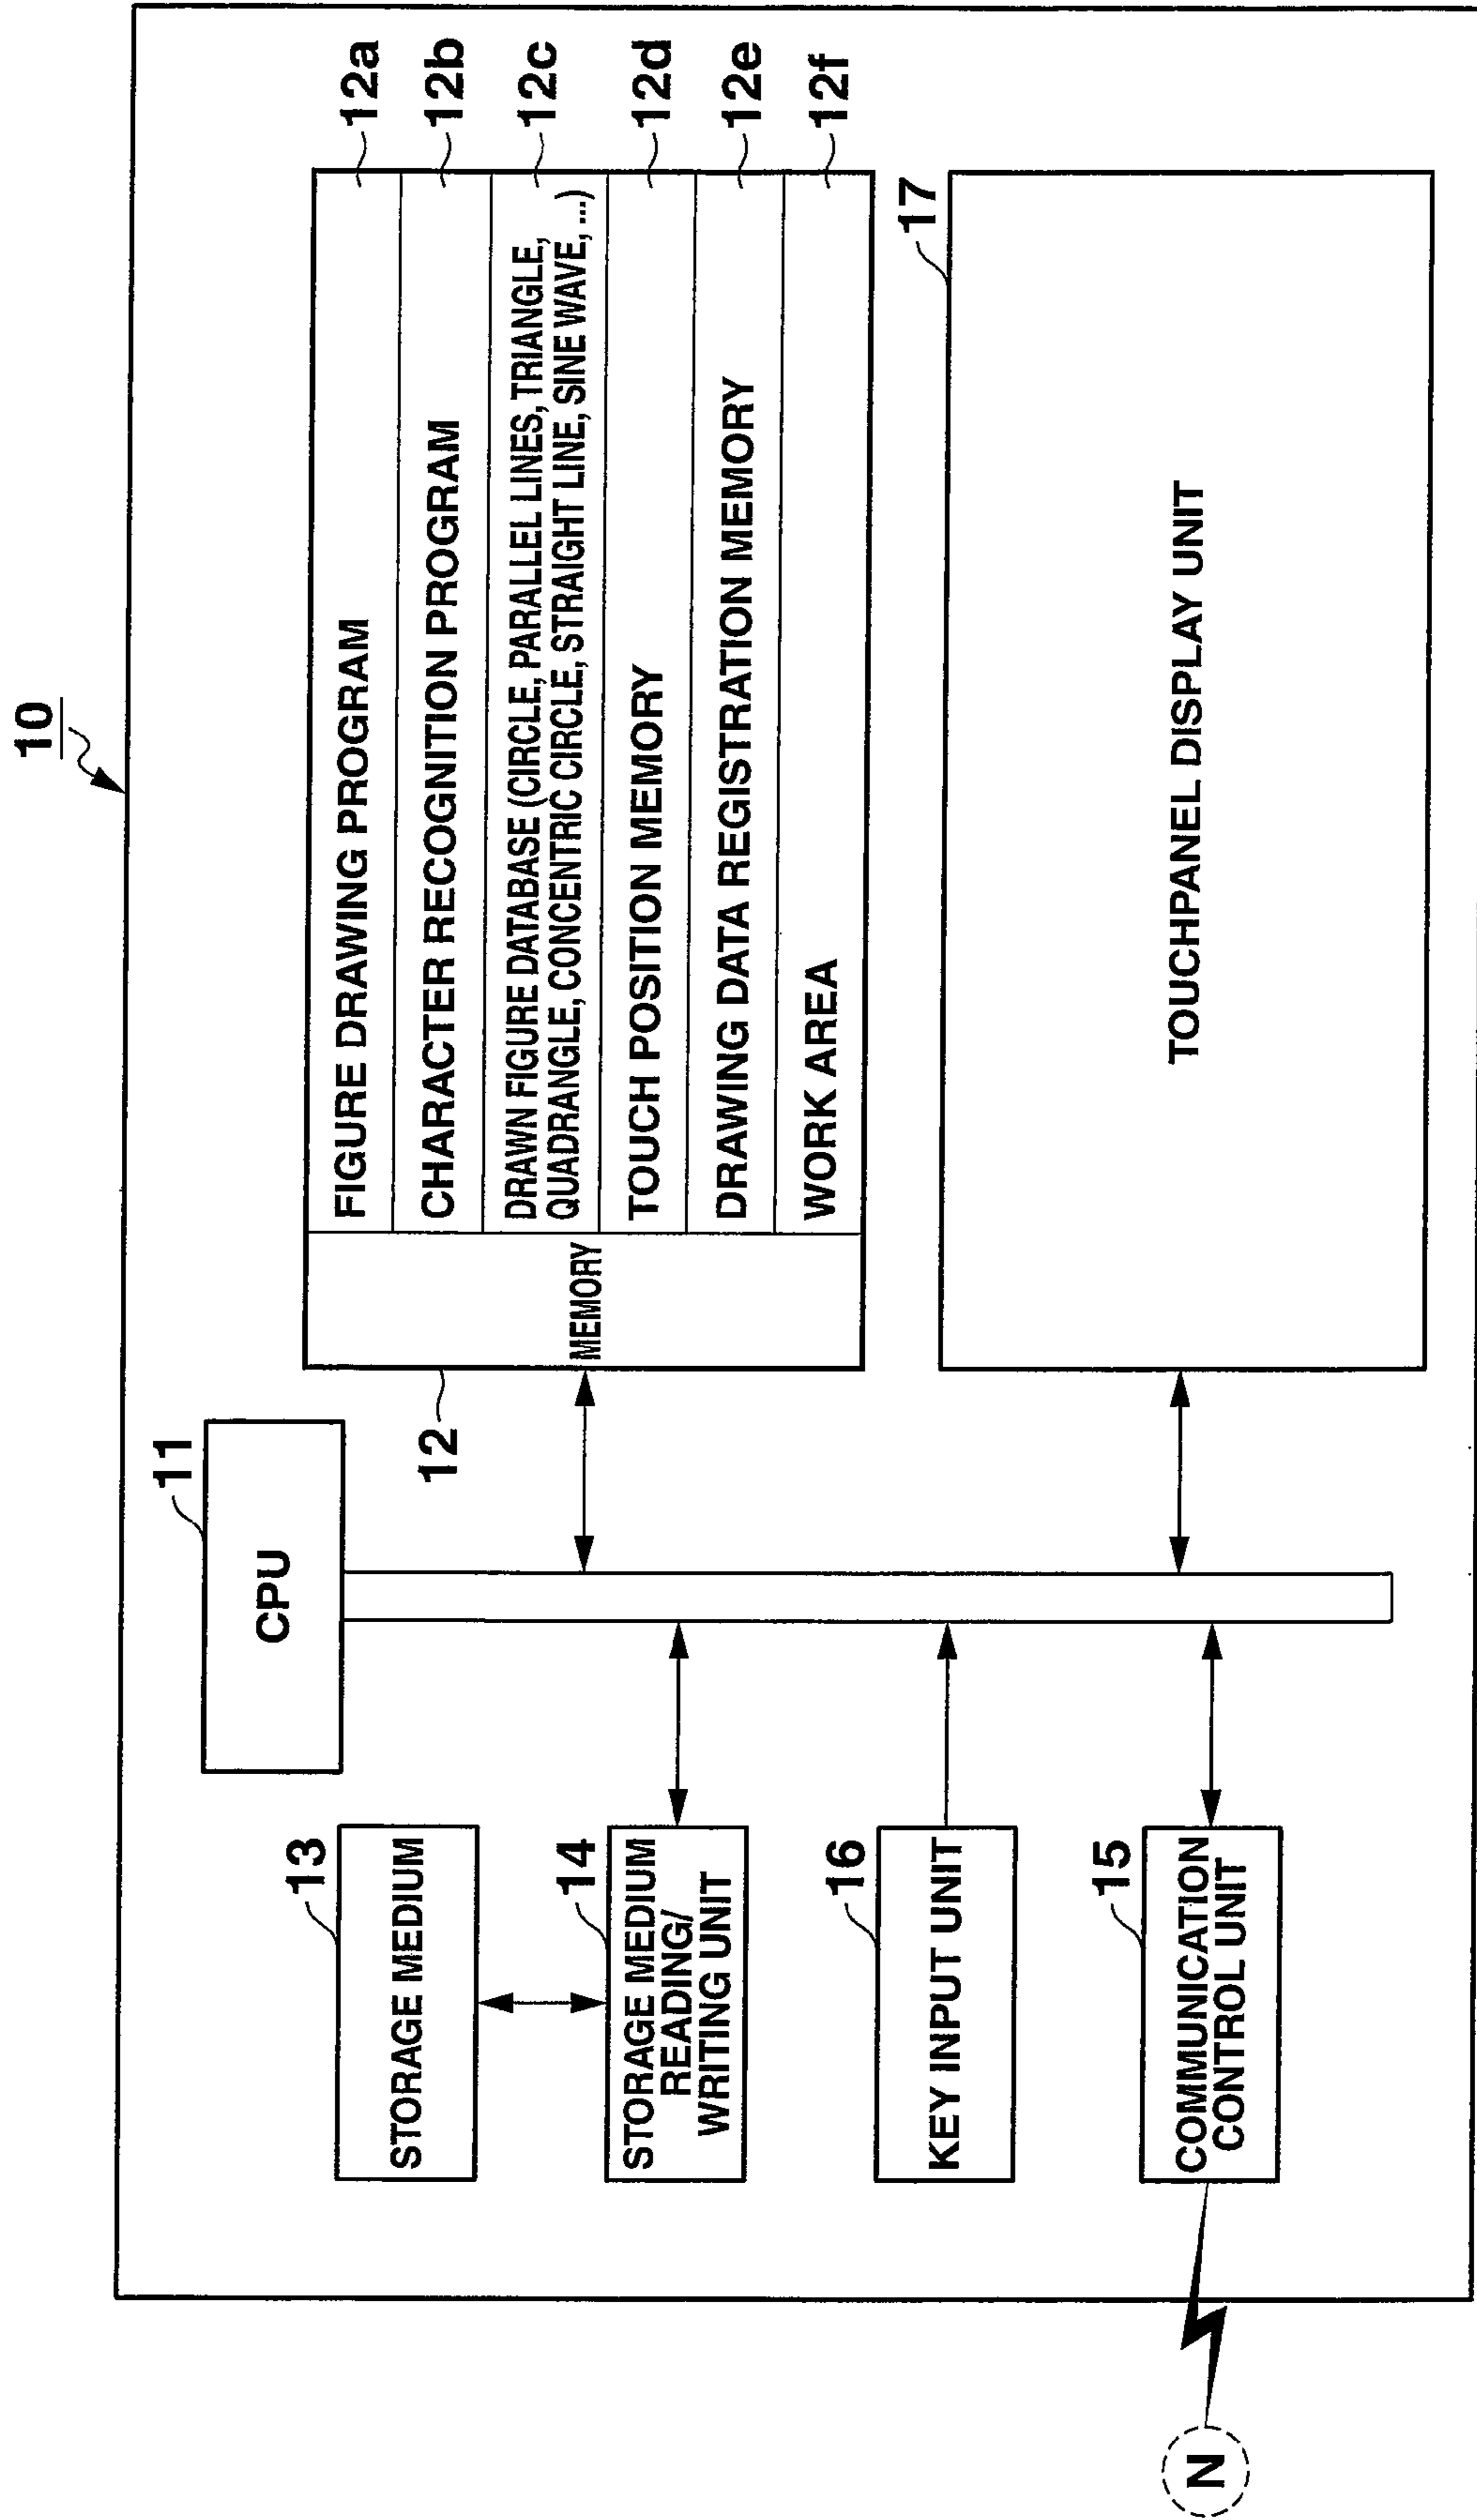 10
11
CPU
12
MEMORY
FIGURE DRAWING PROGRAM
12a
CHARACTER RECOGNITION PROGRAM
12b
DRAWN FIGURE DATABASE (CIRCLE, PARALLEL LINES, TRIANGLE,
QUADRANGLE, CONCENTRIC CIRCLE, STRAIGHT LINE, SINE WAVE, ...)
12c
TOUCH POSITION MEMORY
12d
DRAWING DATA REGISTRATION MEMORY
12e
WORK AREA
12f
13
STORAGE MEDIUM
14
STORAGE MEDIUM
READING/
WRITING UNIT
16
KEY INPUT UNIT
15
COMMUNICATION
CONTROL UNIT
17
TOUCHPANEL DISPLAY UNIT
N